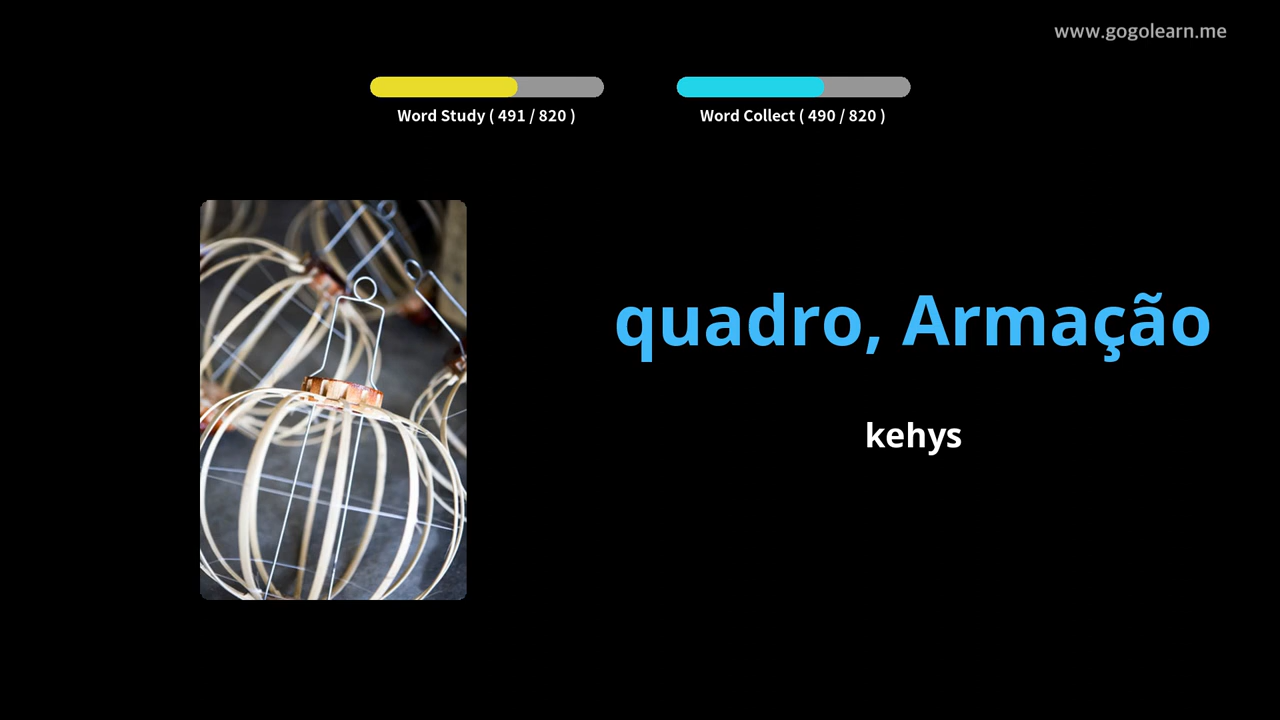 www.gogolearn.me
Word Study ( 491 / 820 )
Word Collect ( 490 / 820 )
quadro, Armação
kehys